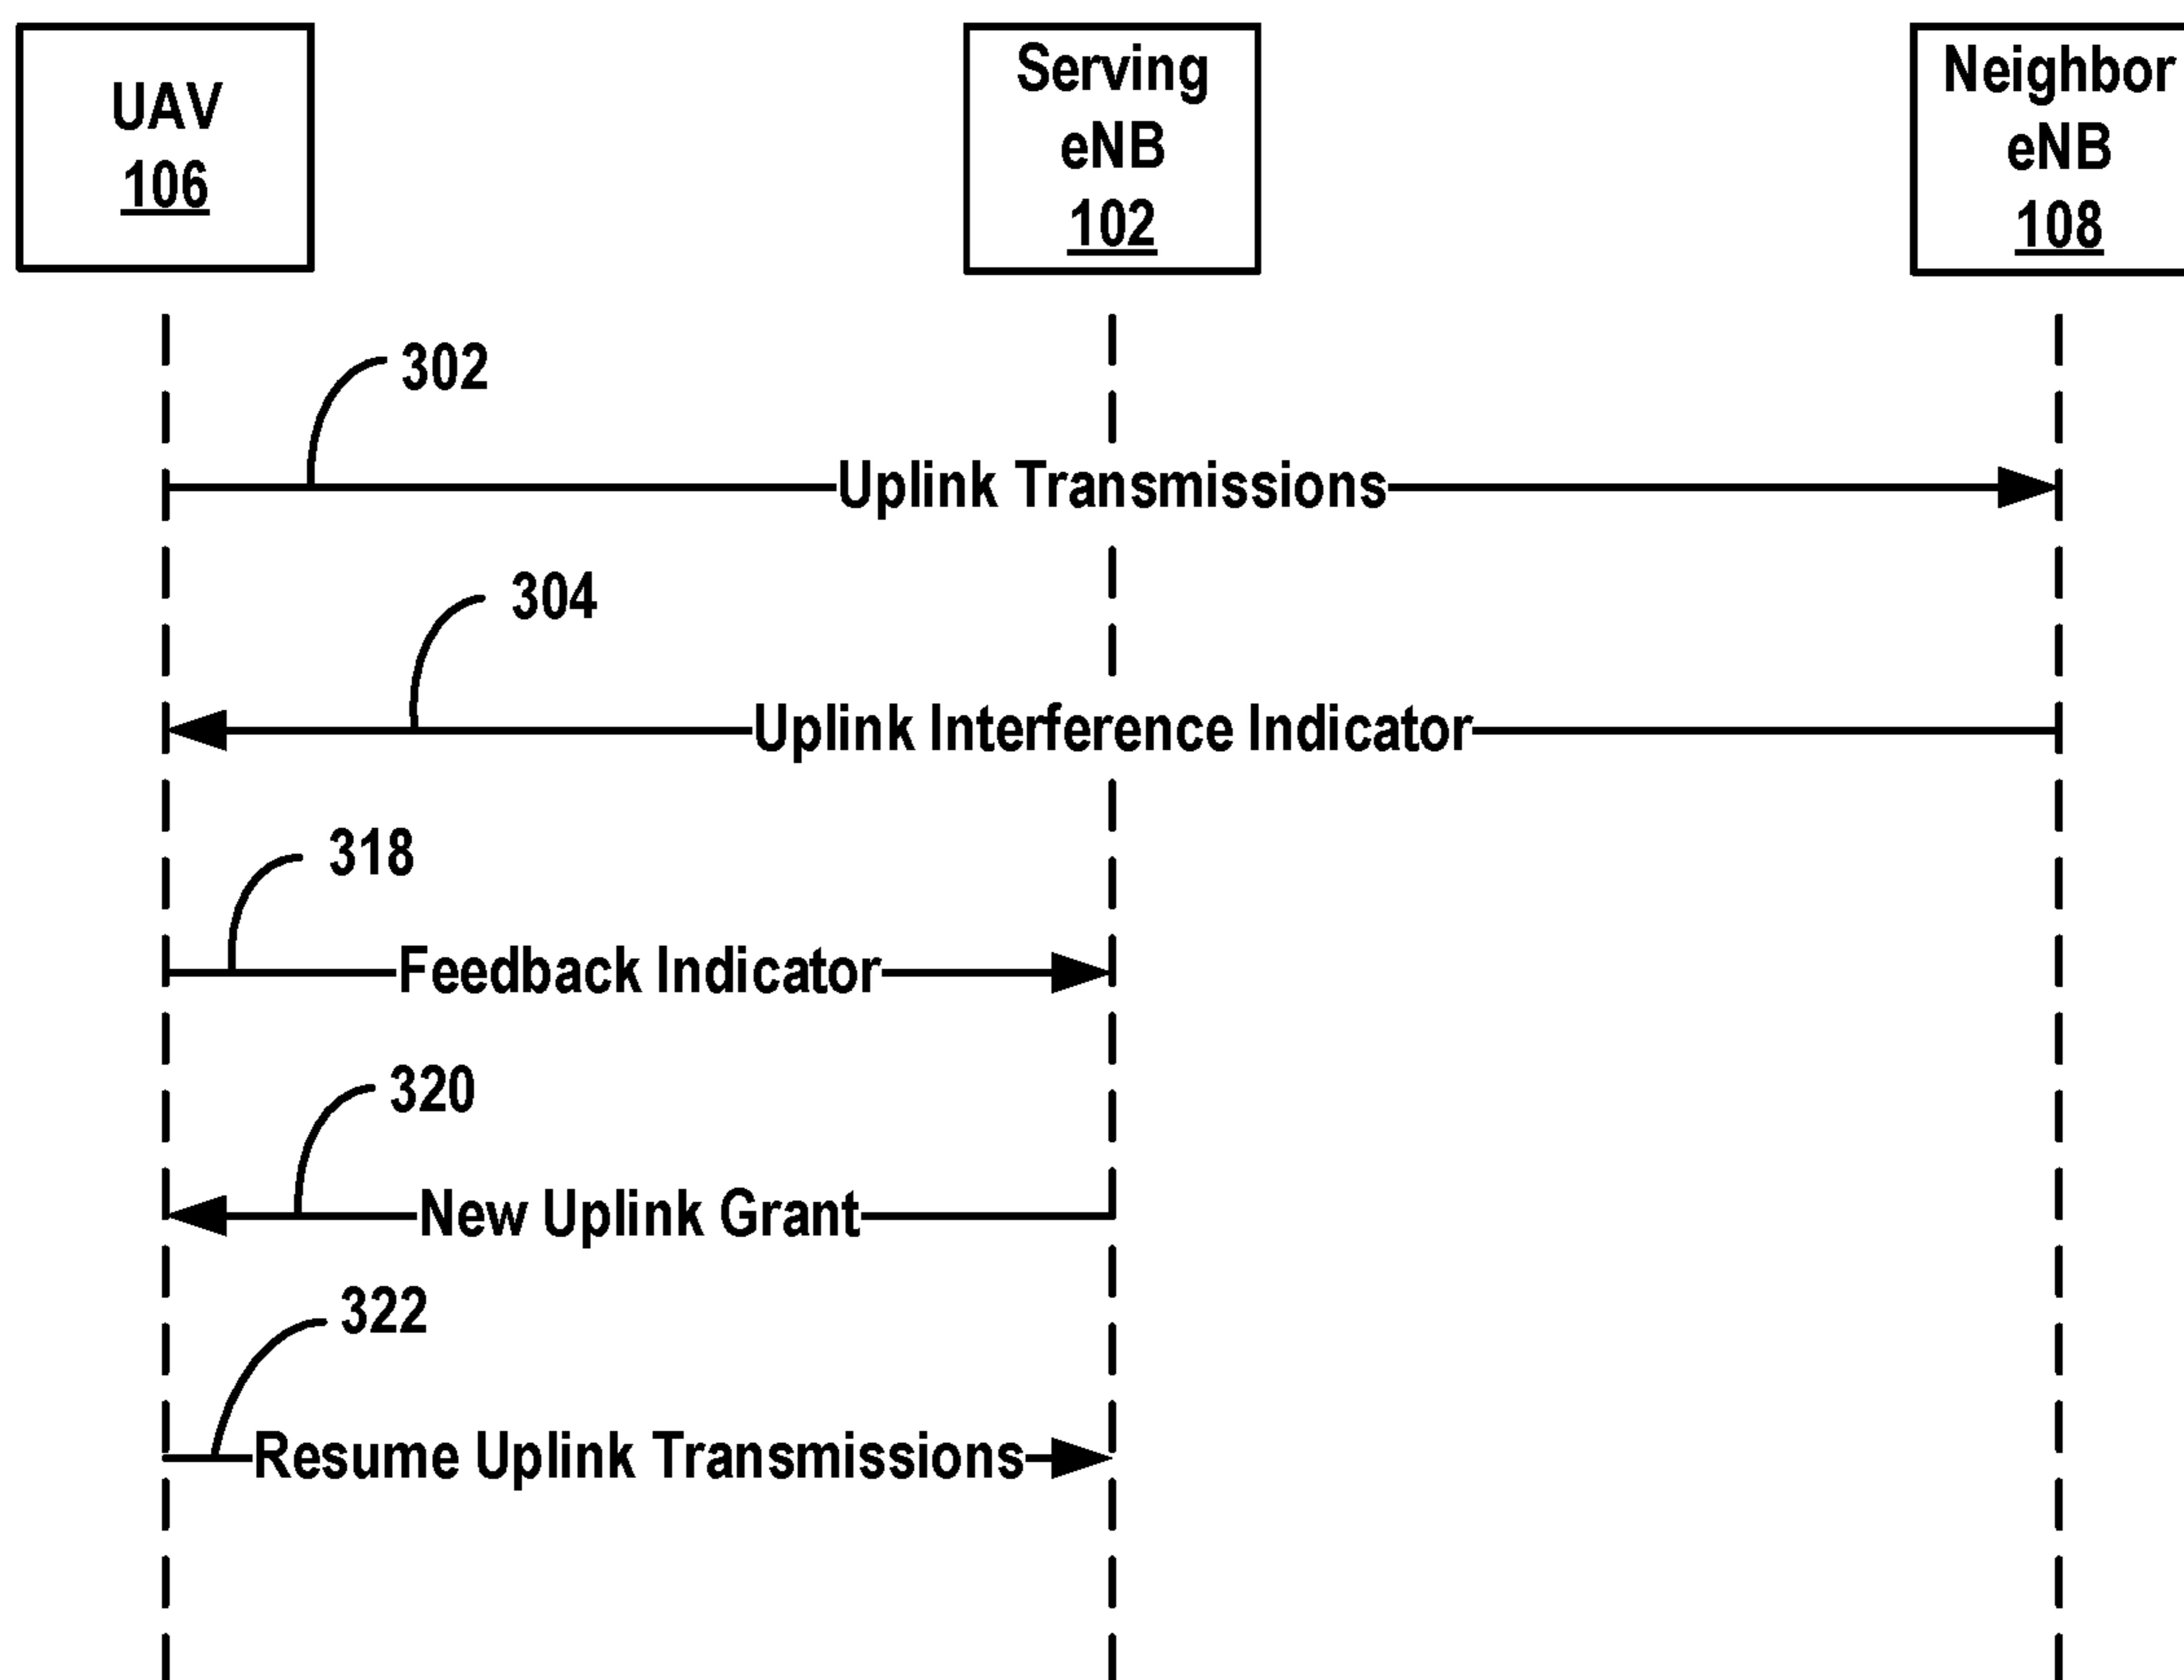 UAV
106
Serving
eNB
102
Neighbor
eNB
108
302
Uplink Transmissions
304
Uplink Interference Indicator
318
Feedback Indicator
320
New Uplink Grant
322
Resume Uplink Transmissions